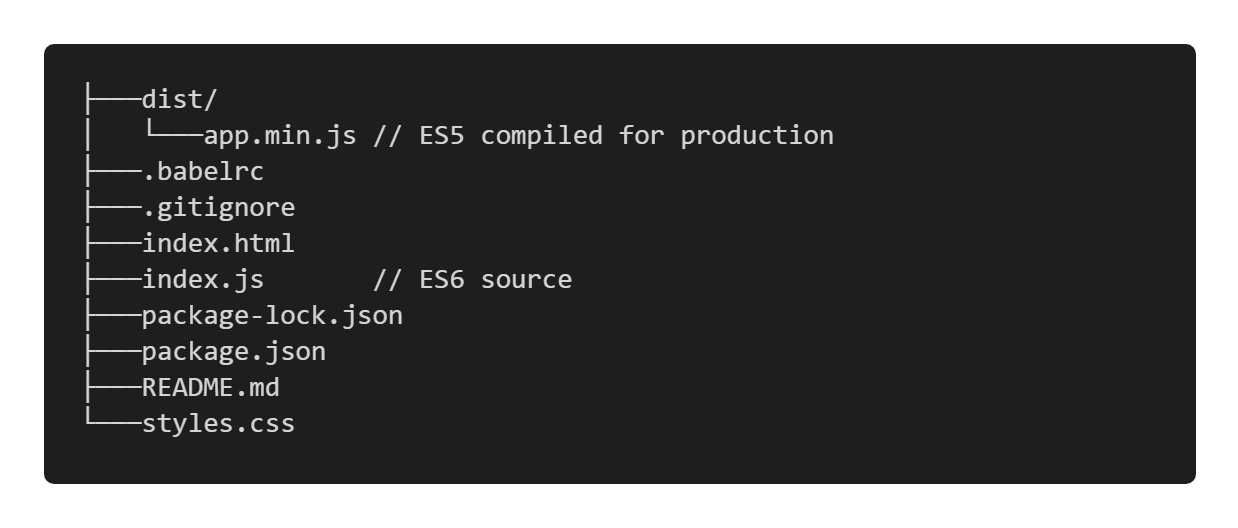 ├───dist/
│   └───app.min.js // ES5 compiled for production
├───.babelrc
├───.gitignore
├───index.html
├───index.js       // ES6 source
├───package-lock.json
├───package.json
├───README.md
└───styles.css